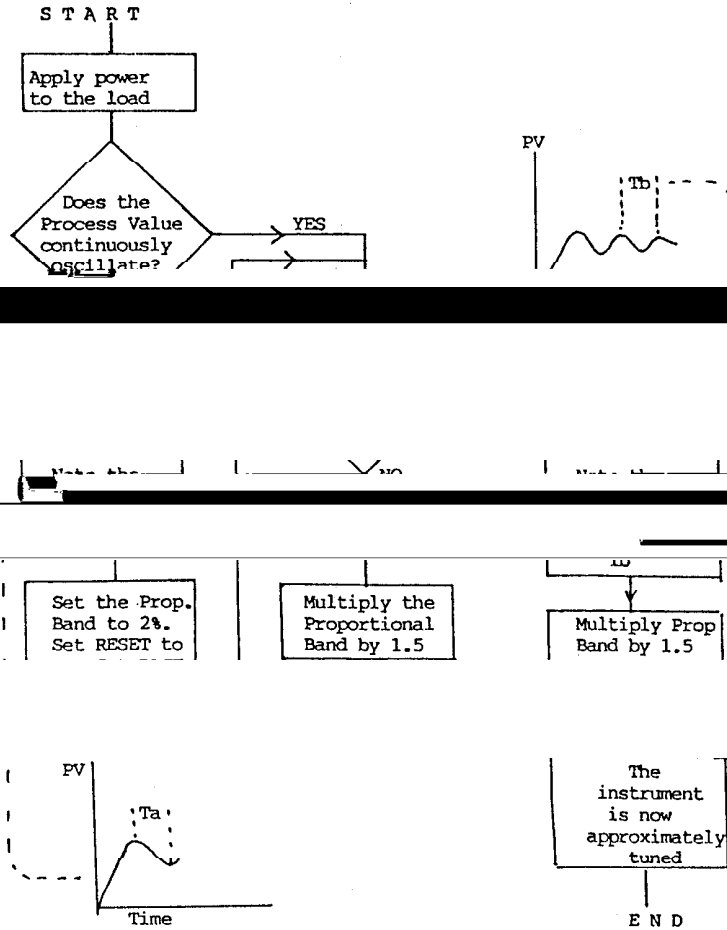 S T A R T
Apply power
to the load
Does the
Process Value
continuously
oscillate?
YES
PV
Tb
NO
Set the Prop.
Band to 2%.
Set RESET to
Multiply the
Proportional
Band by 1.5
Multiply Prop
Band by 1.5
PV
Ta
Time
The
instrument
is now
approximately
tuned
E N D